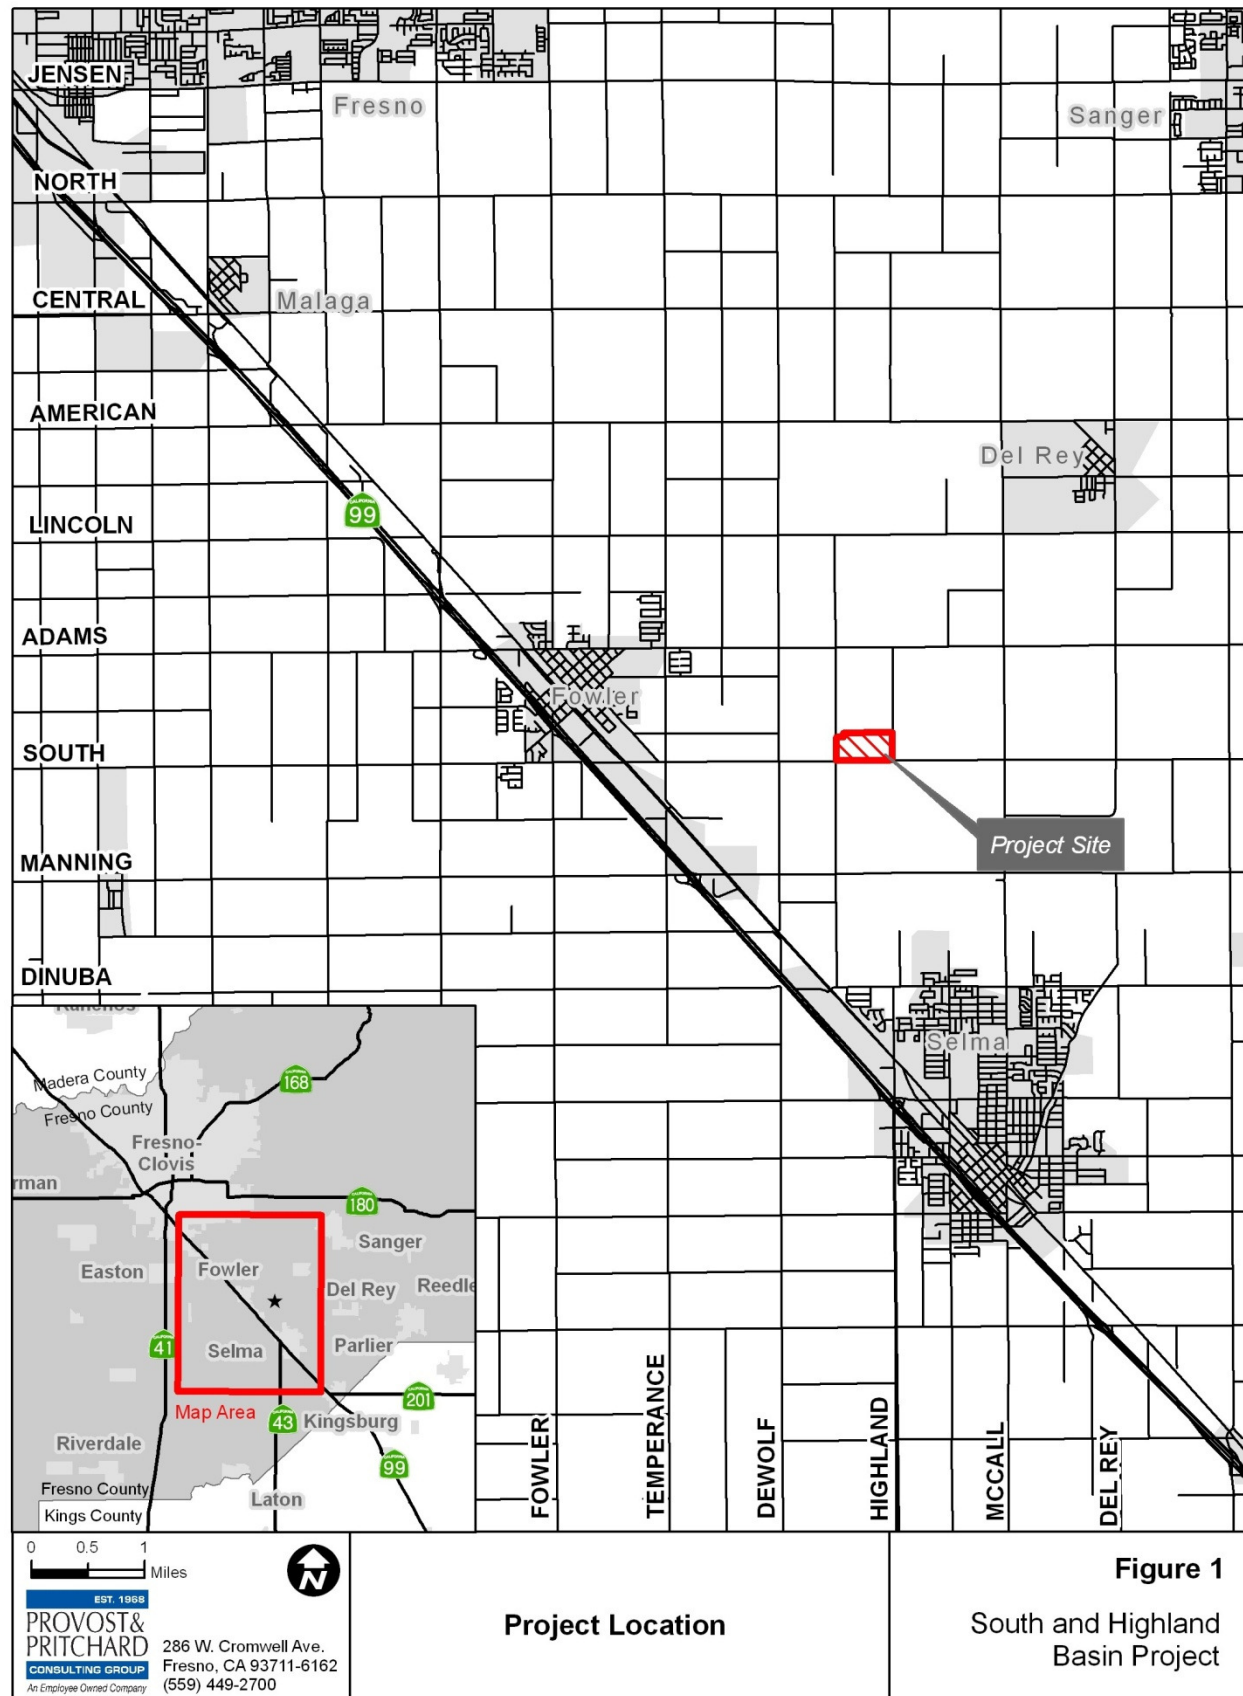 JENSEN
Fresno
Sanger
NORTH
CENTRAL
Malaga
AMERICAN
Del Rey
CALIFORNIA
99
LINCOLN
ADAMS
Fowler
SOUTH
Project Site
MANNING
DINUBA
Selma
Madera County
Fresno County
168
Fresno-
Clovis
rman
180
Sanger
Easton
Fowler
Del Rey
Reedle
41
Selma
Parlier
Map Area
201
43
Kingsburg
Riverdale
99
Fresno County
Laton
Kings County
FOWLER
TEMPERANCE
DEWOLF
HIGHLAND
MCCALL
DEL REY
0 0.5 1
Miles
N
EST. 1968
PROVOST&
PRITCHARD
CONSULTING GROUP
An Employee Owned Company
286 W. Cromwell Ave.
Fresno, CA 93711-6162
(559) 449-2700
Project Location
Figure 1
South and Highland
Basin Project